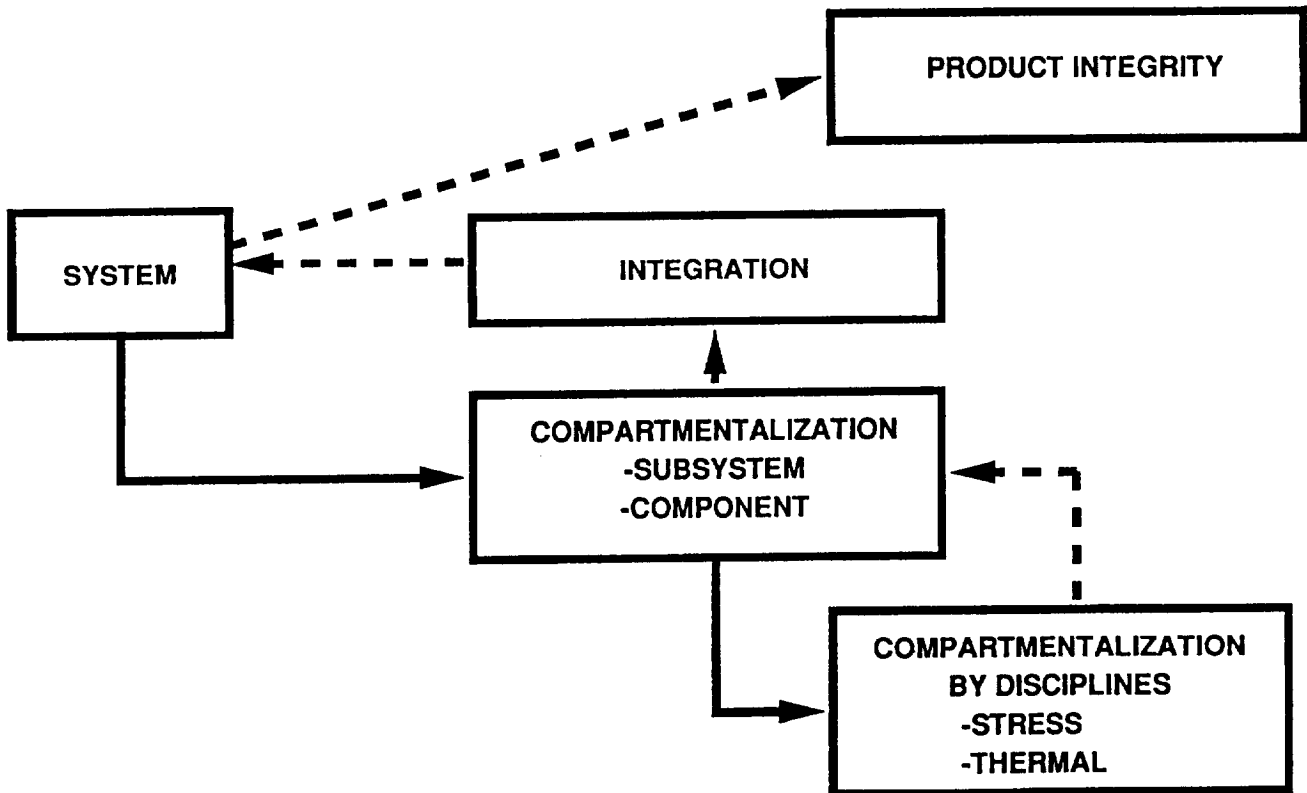 PRODUCT INTEGRITY
SYSTEM
INTEGRATION
COMPARTMENTALIZATION
-SUBSYSTEM
-COMPONENT
COMPARTMENTALIZATION
BY DISCIPLINES
-STRESS
-THERMAL